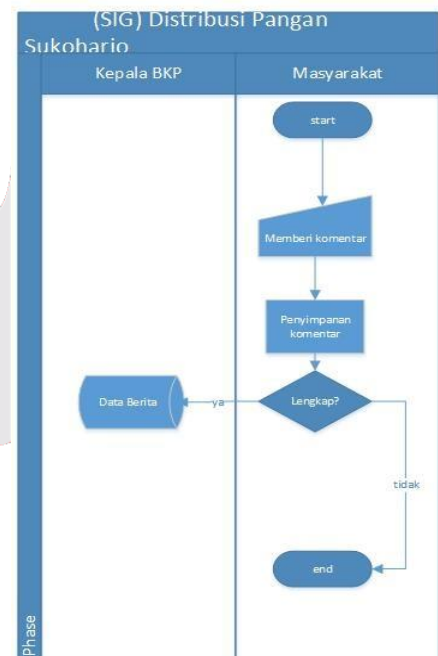 (SIG) Distribusi Pangan
Sukoharjo
Kepala BKP
Masyarakat
start
Memberi komentar
Penyimpanan
komentar
Data Berita
ya
Lengkap?
tidak
end
Phase